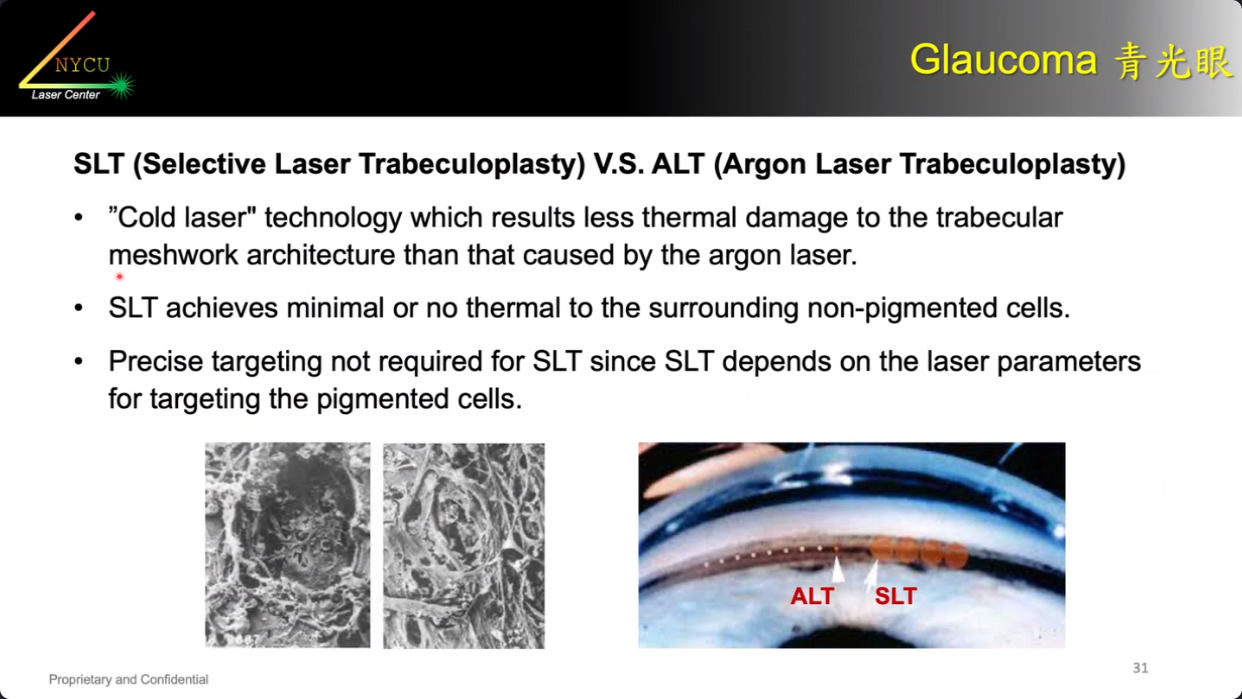 NYCU
Laser Center
Glaucoma 青光眼
SLT (Selective Laser Trabeculoplasty) V.S. ALT (Argon Laser Trabeculoplasty)
• ”Cold laser" technology which results less thermal damage to the trabecular
meshwork architecture than that caused by the argon laser.
• SLT achieves minimal or no thermal to the surrounding non-pigmented cells.
• Precise targeting not required for SLT since SLT depends on the laser parameters
for targeting the pigmented cells.
ALT SLT
Proprietary and Confidential
31